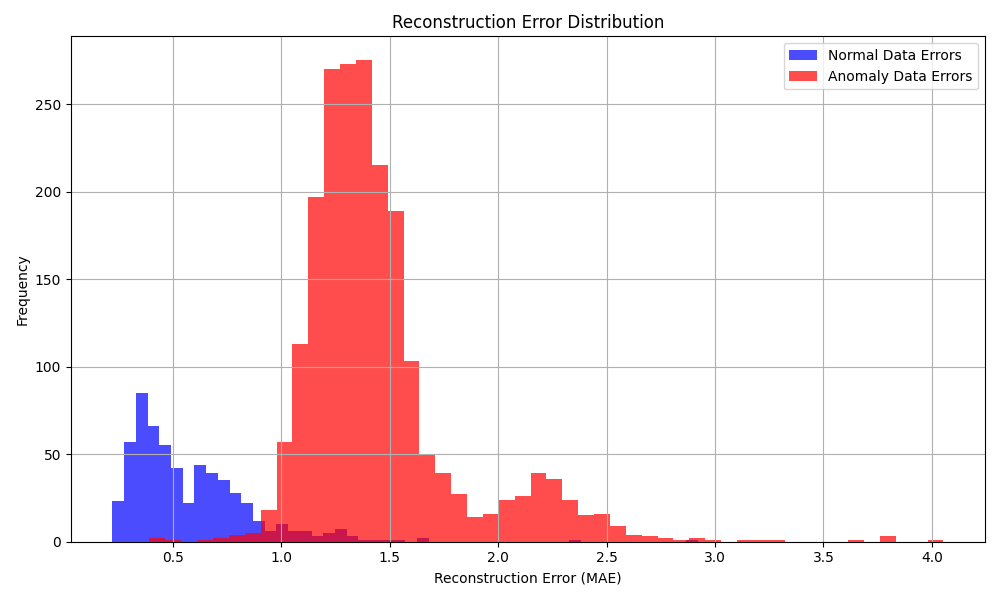 Reconstruction Error Distribution
Normal Data Errors
Anomaly Data Errors
Frequency
250
200
150
100
50
0
0.5 1.0 1.5 2.0 2.5 3.0 3.5 4.0
Reconstruction Error (MAE)